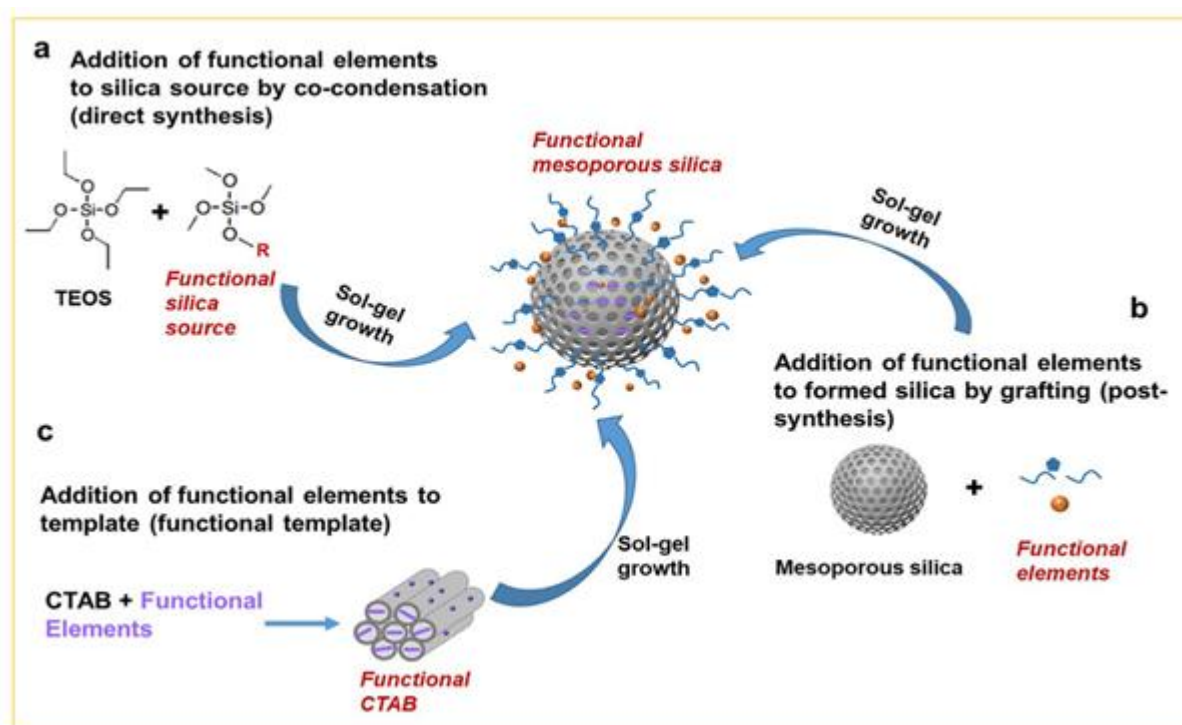 a
Addition of functional elements
to silica source by co-condensation
(direct synthesis)
O
O
Si
O
O
+
O
O
Si
O
O
R
TEOS
Functional
silica
source
Sol-gel
growth
Functional
mesoporous silica
Sol-gel
growth
b
Addition of functional elements
to formed silica by grafting (post-
synthesis)
+
Mesoporous silica
Functional
elements
c
Addition of functional elements to
template (functional template)
CTAB + Functional
Elements
Functional
CTAB
Sol-gel
growth